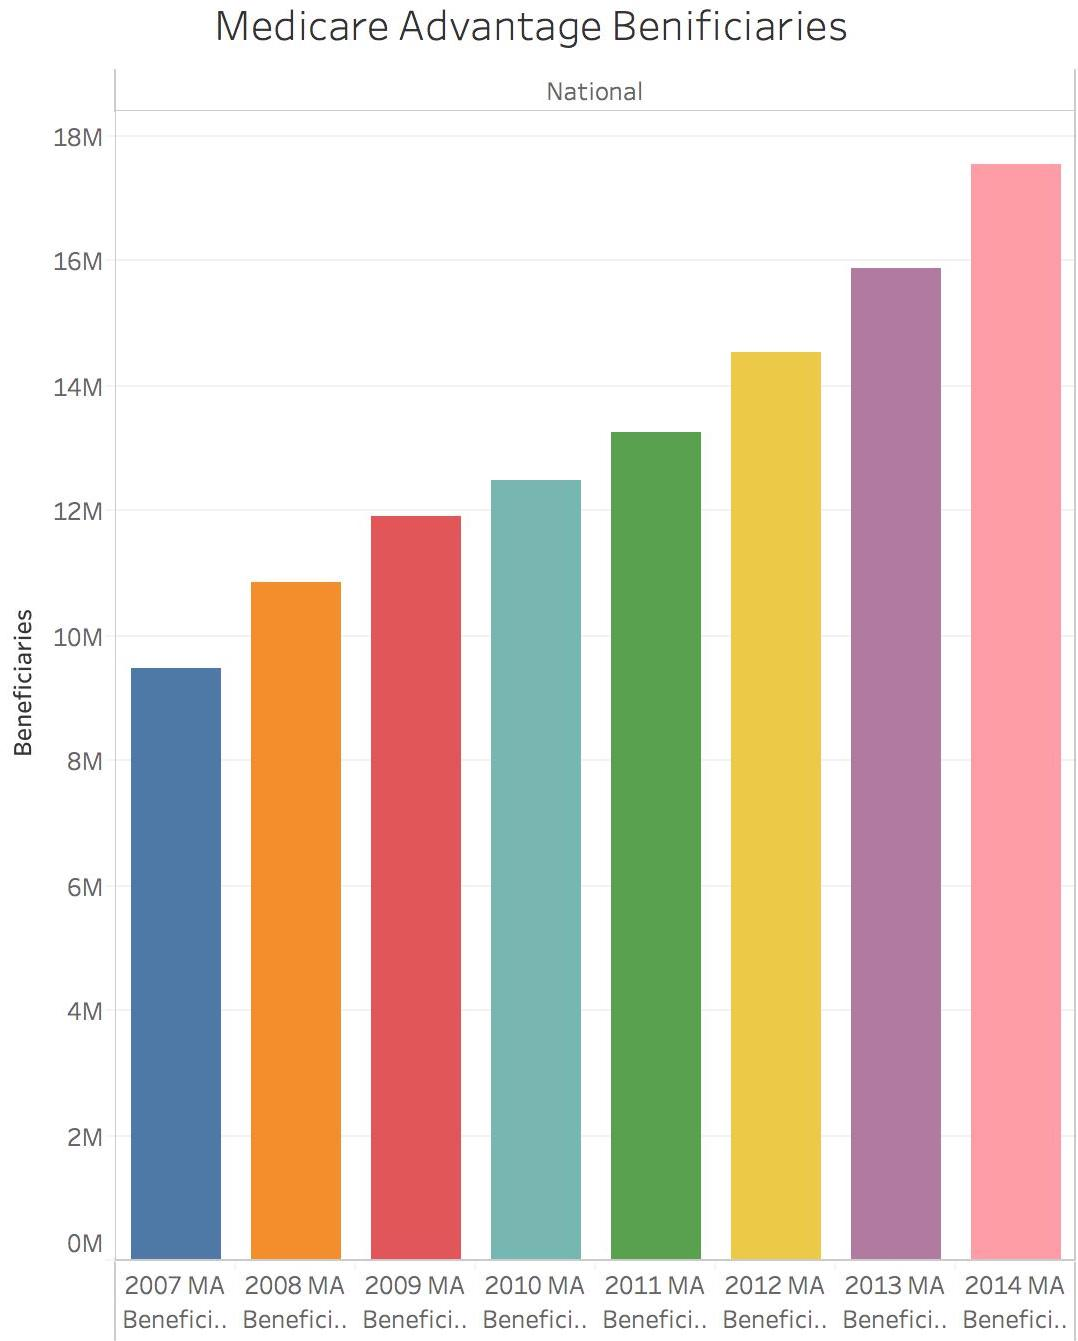 Medicare Advantage Benificiaries
National
18M
16M
14M
12M
10M
8M
6M
4M
2M
0M
Beneficiaries
2007 MA 2008 MA 2009 MA 2010 MA 2011 MA 2012 MA 2013 MA 2014 MA
Benefici.. Benefici.. Benefici.. Benefici.. Benefici.. Benefici.. Benefici.. Benefici..